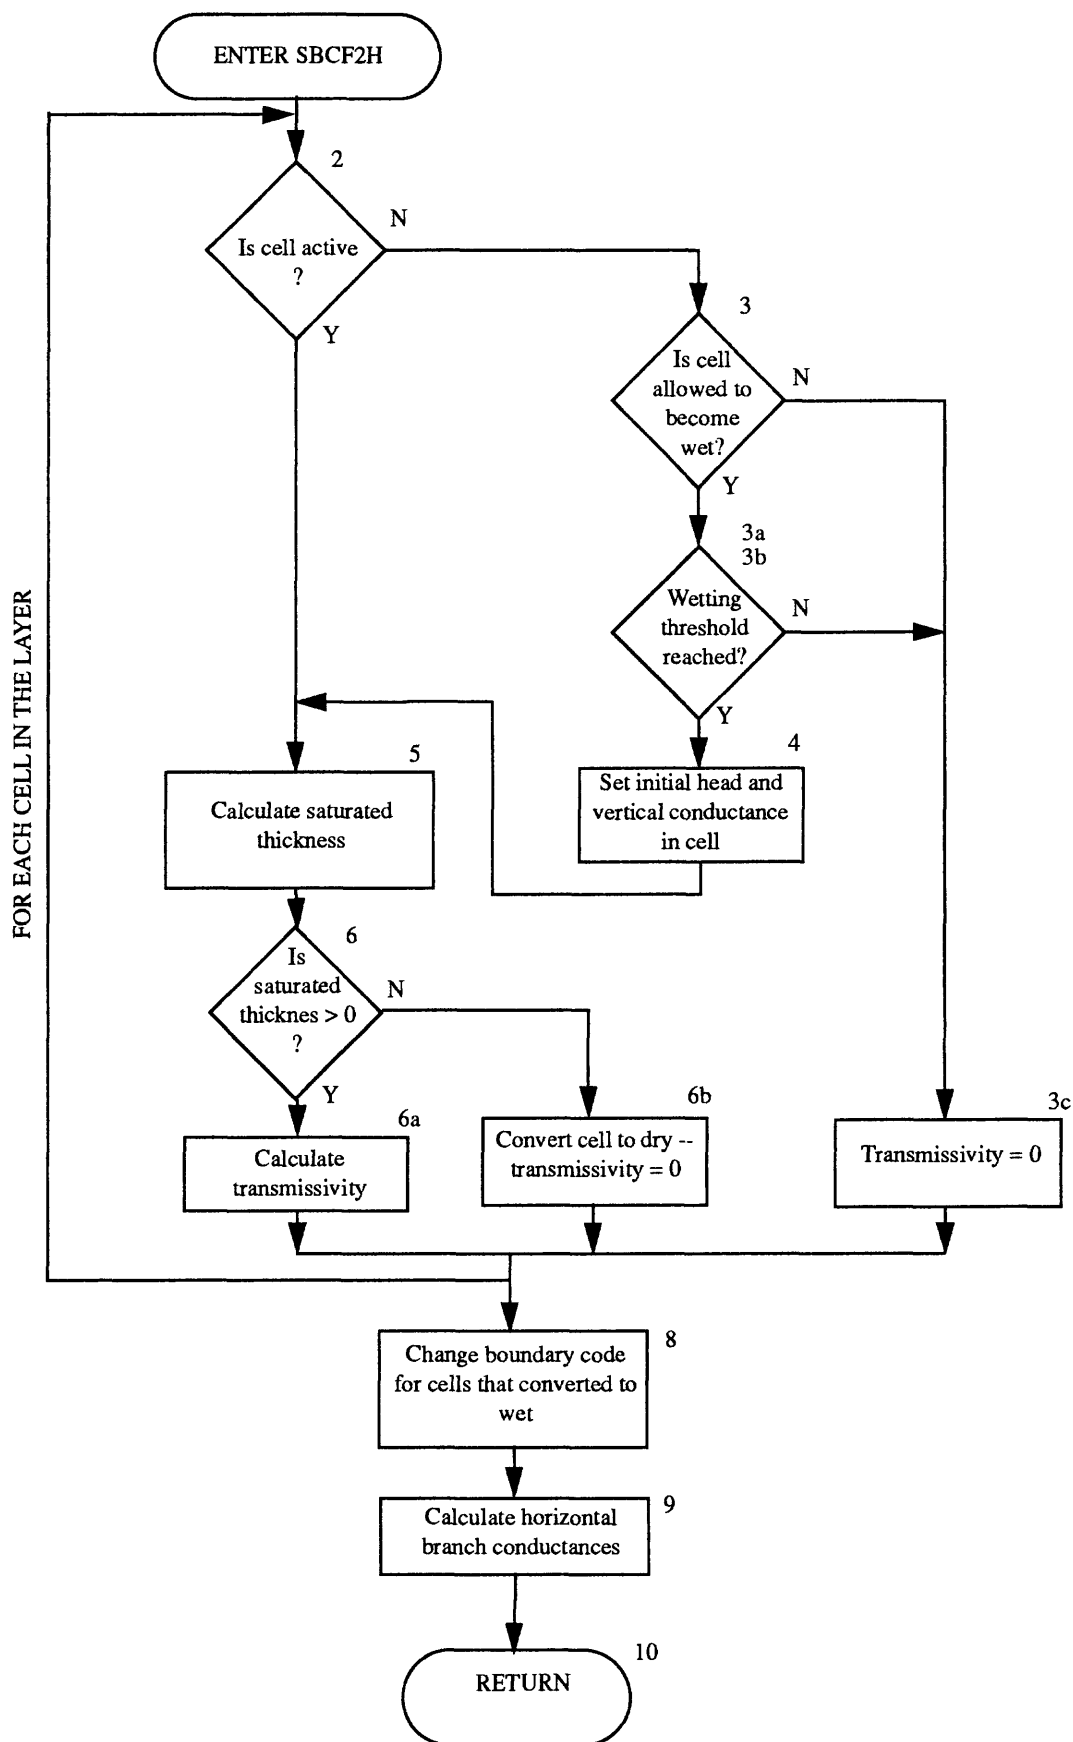 ENTER SBCF2H
2
Is cell active
?
N
Y
3
Is cell
allowed to
become
wet?
N
Y
3a
3b
Wetting
threshold
reached?
N
Y
4
Set initial head and
vertical conductance
in cell
5
Calculate saturated
thickness
FOR EACH CELL IN THE LAYER
6
Is
saturated
thicknes > 0
?
N
Y
6a
Calculate
transmissivity
6b
Convert cell to dry --
transmissivity = 0
3c
Transmissivity = 0
8
Change boundary code
for cells that converted to
wet
9
Calculate horizontal
branch conductances
10
RETURN